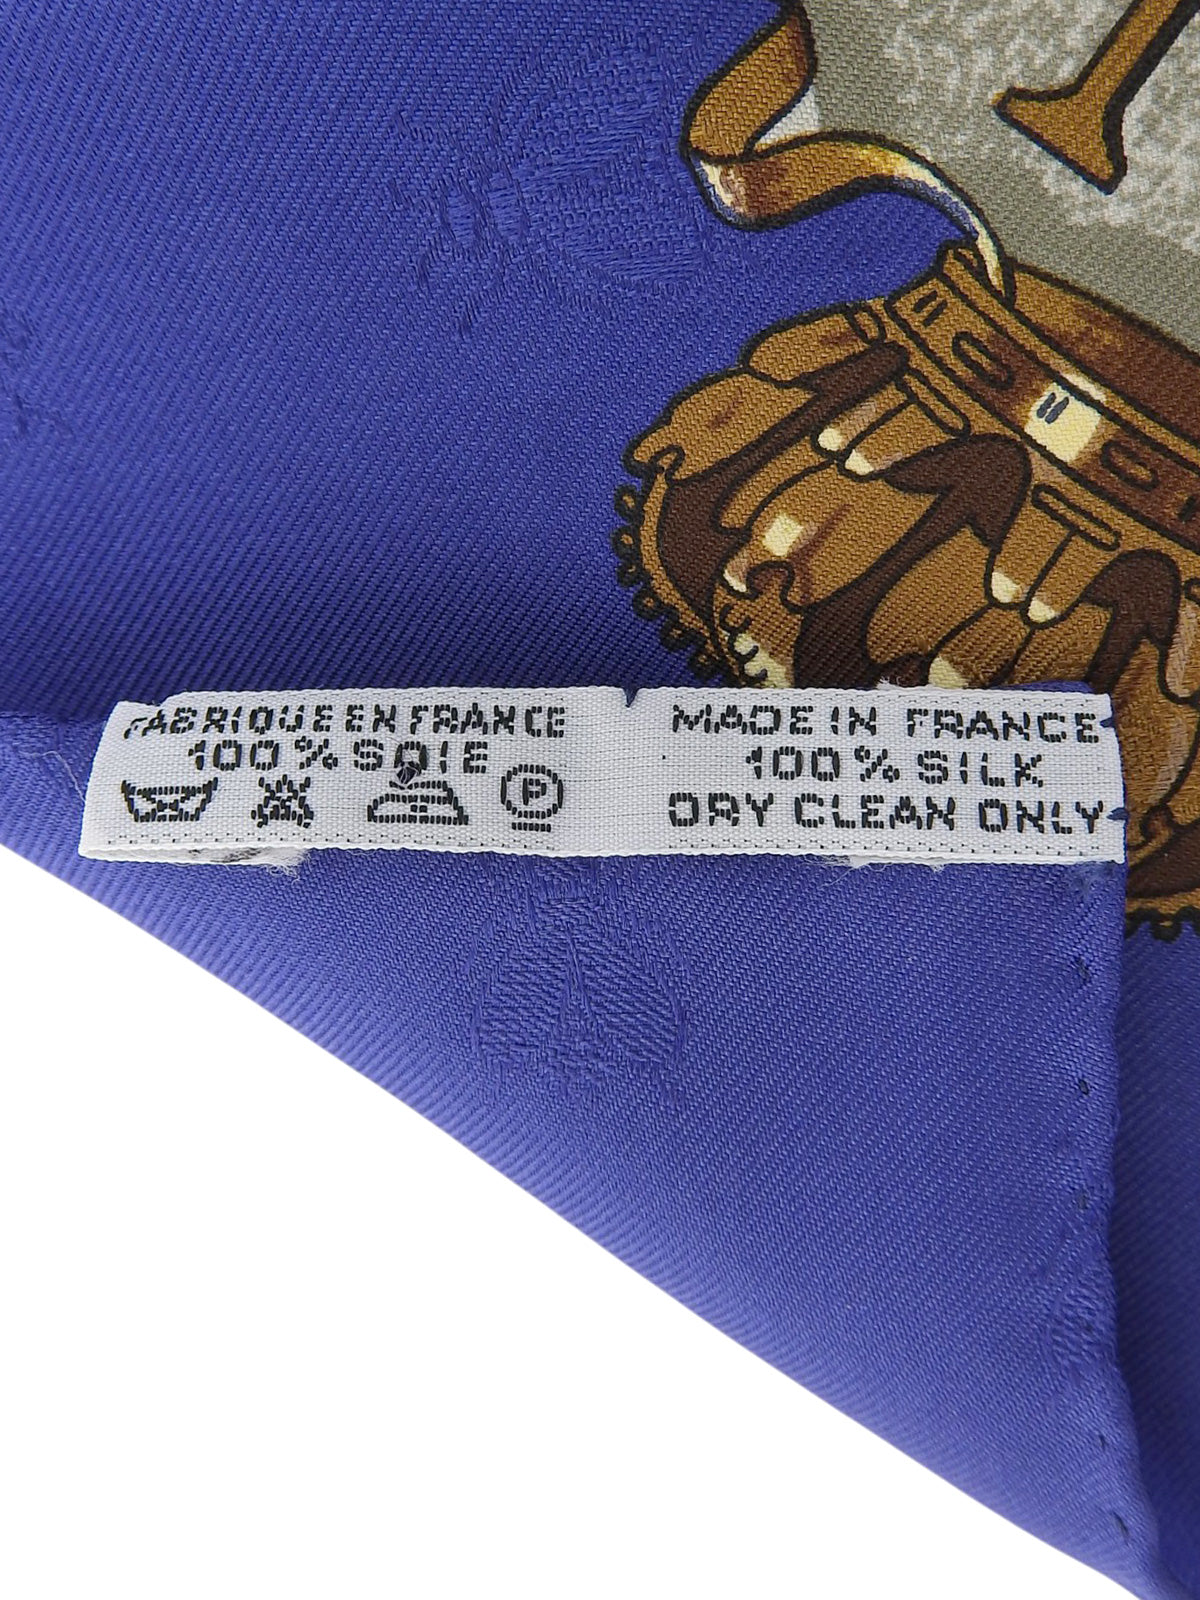 FABRIQUE EN FRANCE
100% SOIE
P
MADE IN FRANCE
100% SILK
DRY CLEAN ONLY